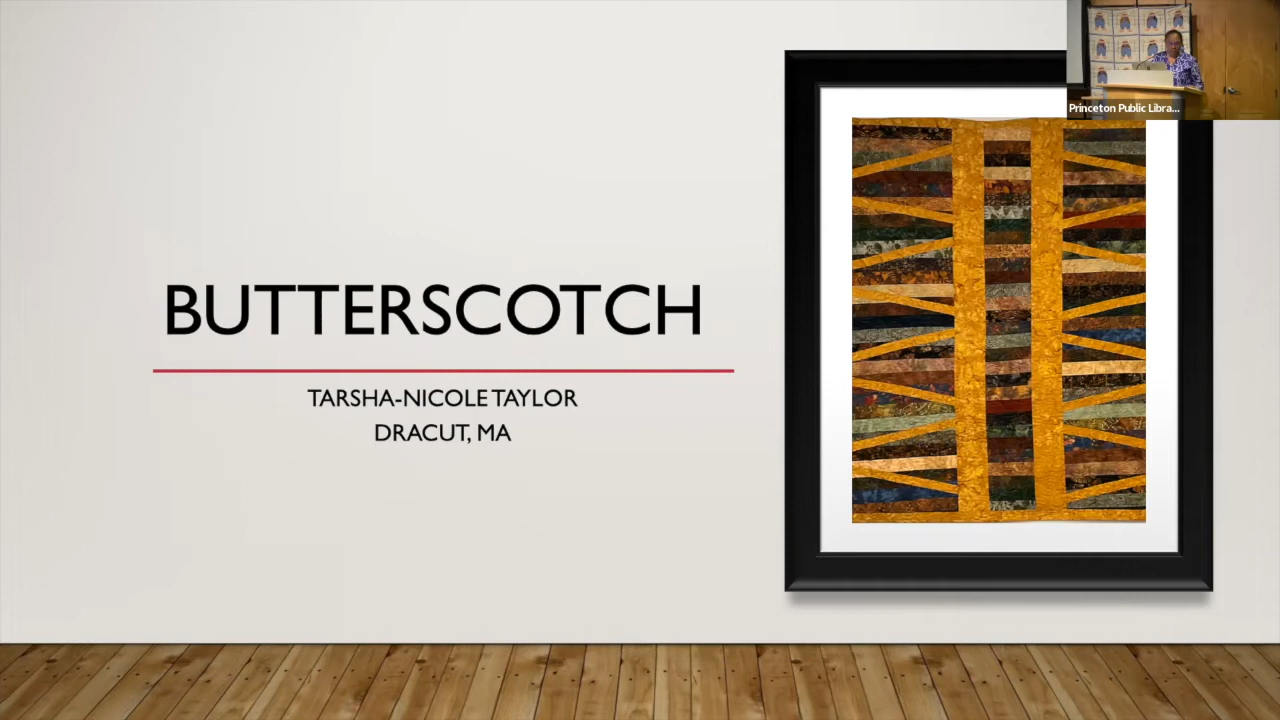 BUTTERSCOTCH
TARSHA-NICOLE TAYLOR
DRACUT, MA
Princeton Public Libra...